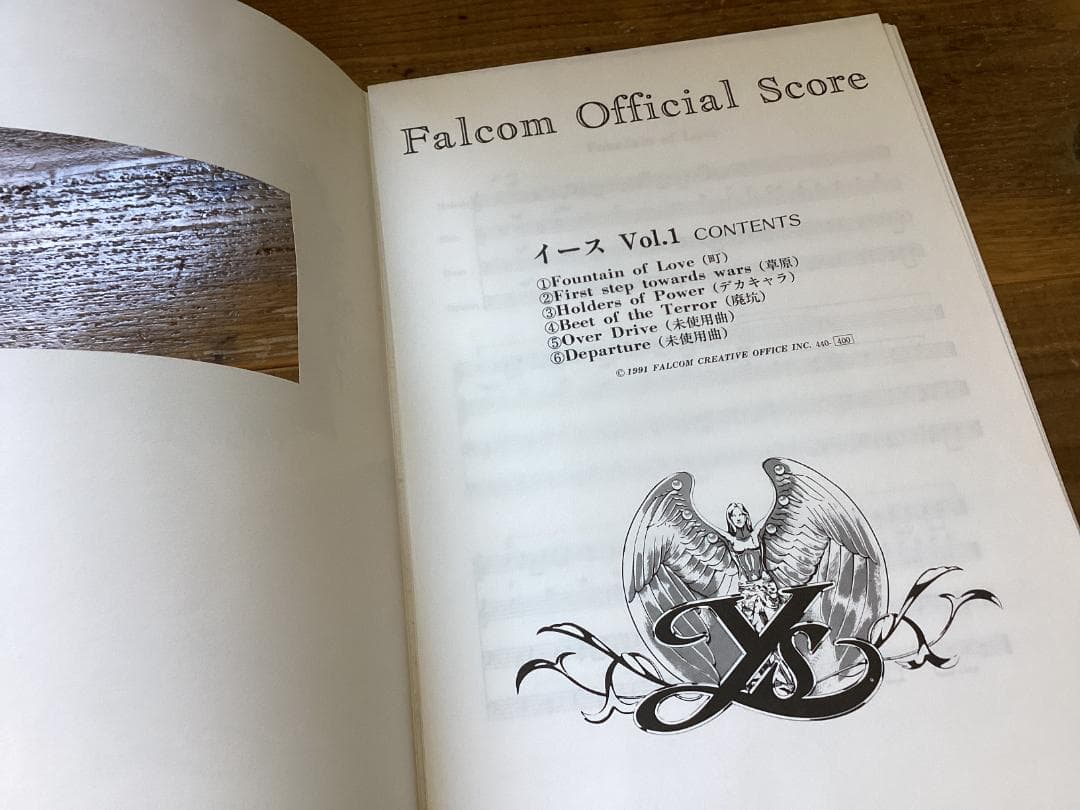 Falcom Official Score
イース Vol.1 CONTENTS
①Fountain of Love (町)
②First step towards wars (草原)
③Holders of Power (デカキャラ)
④Beet of the Terror (廃坑)
⑤Over Drive (未使用曲)
⑥Departure (未使用曲)
©1991 FALCOM CREATIVE OFFICE INC. 440-400
Ys